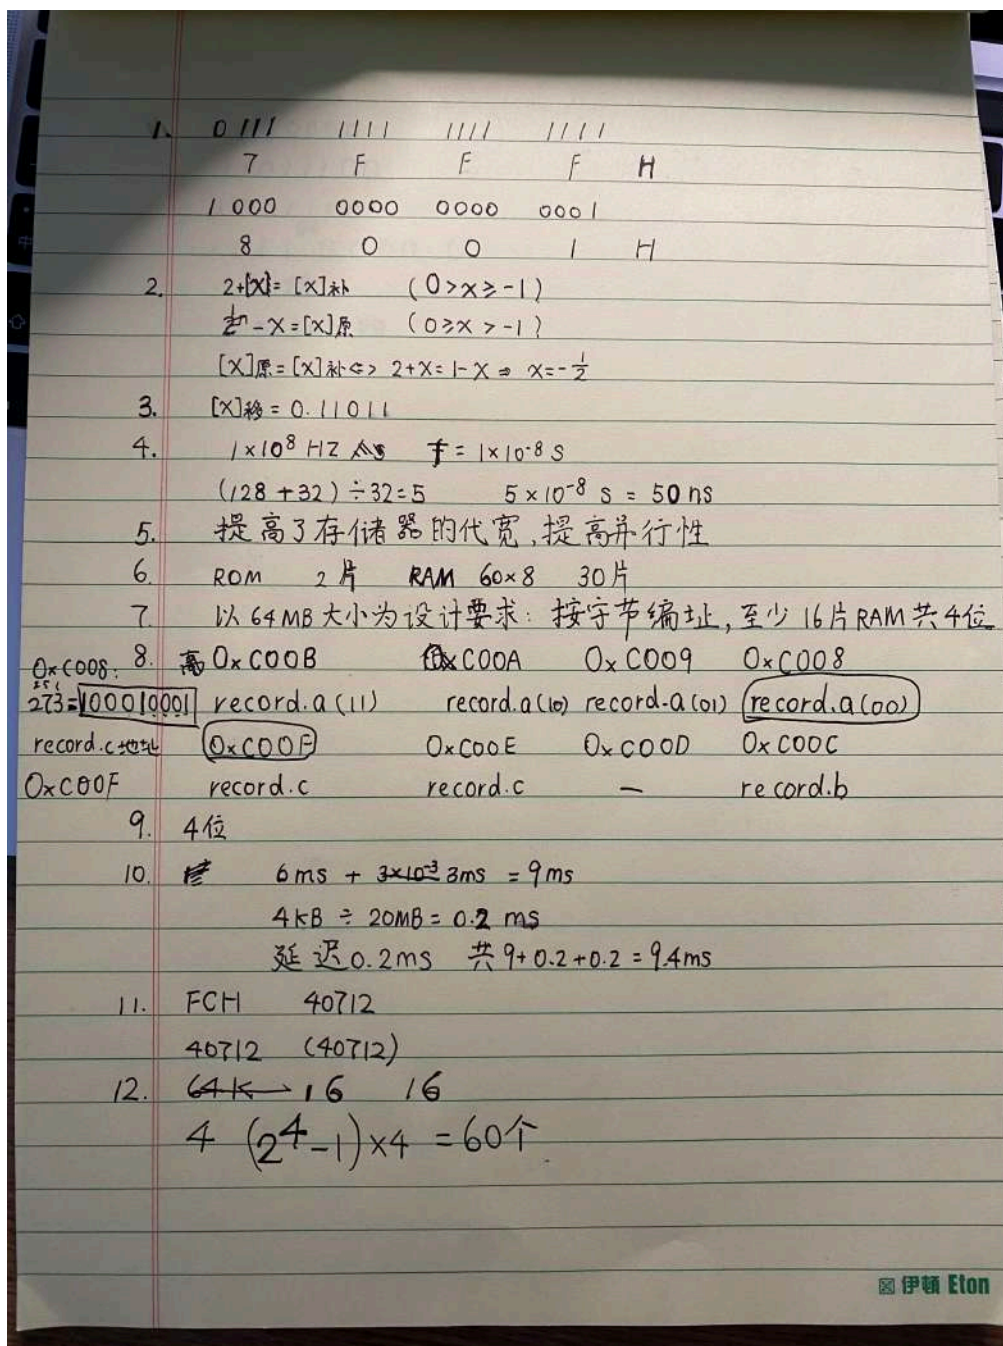 1. 0111 1111 1111 1111
7 F F F H
1000 0000 0000 0001
8 0 0 1 H
2. 2+[X]=[X]补 (0>x≥-1)
-X=[X]原 (0≥x>-1)
[X]原=[X]补<=> 2+X=1-X ⇒ X=-1/2
3. [X]移=0.11011
4. 1×10⁸ HZ T=1×10⁻⁸ S
(128+32)÷32=5 5×10⁻⁸ S=50ns
5. 提高了存储器的代宽,提高并行性
6. ROM 2片 RAM 60×8 30片
7. 以64MB大小为设计要求:按字节编址,至少16片RAM共4位
0xC008: 8. 高 0xC00B 0xC00A 0xC009 0xC008
273=100010001 record.a(11) record.a(10) record.a(01) record.a(00)
record.c地址 0xC00F 0xC00E 0xC00D 0xC00C
0xC00F record.c record.c — record.b
9. 4位
10. 6ms + 3×10⁻³ 3ms = 9ms
4KB ÷ 20MB = 0.2 ms
延迟0.2ms 共9+0.2+0.2=9.4ms
11. FCH 40712
40712 (40712)
12. 64K 16 16
4 (2⁴-1)×4 =60个
伊頓 Eton